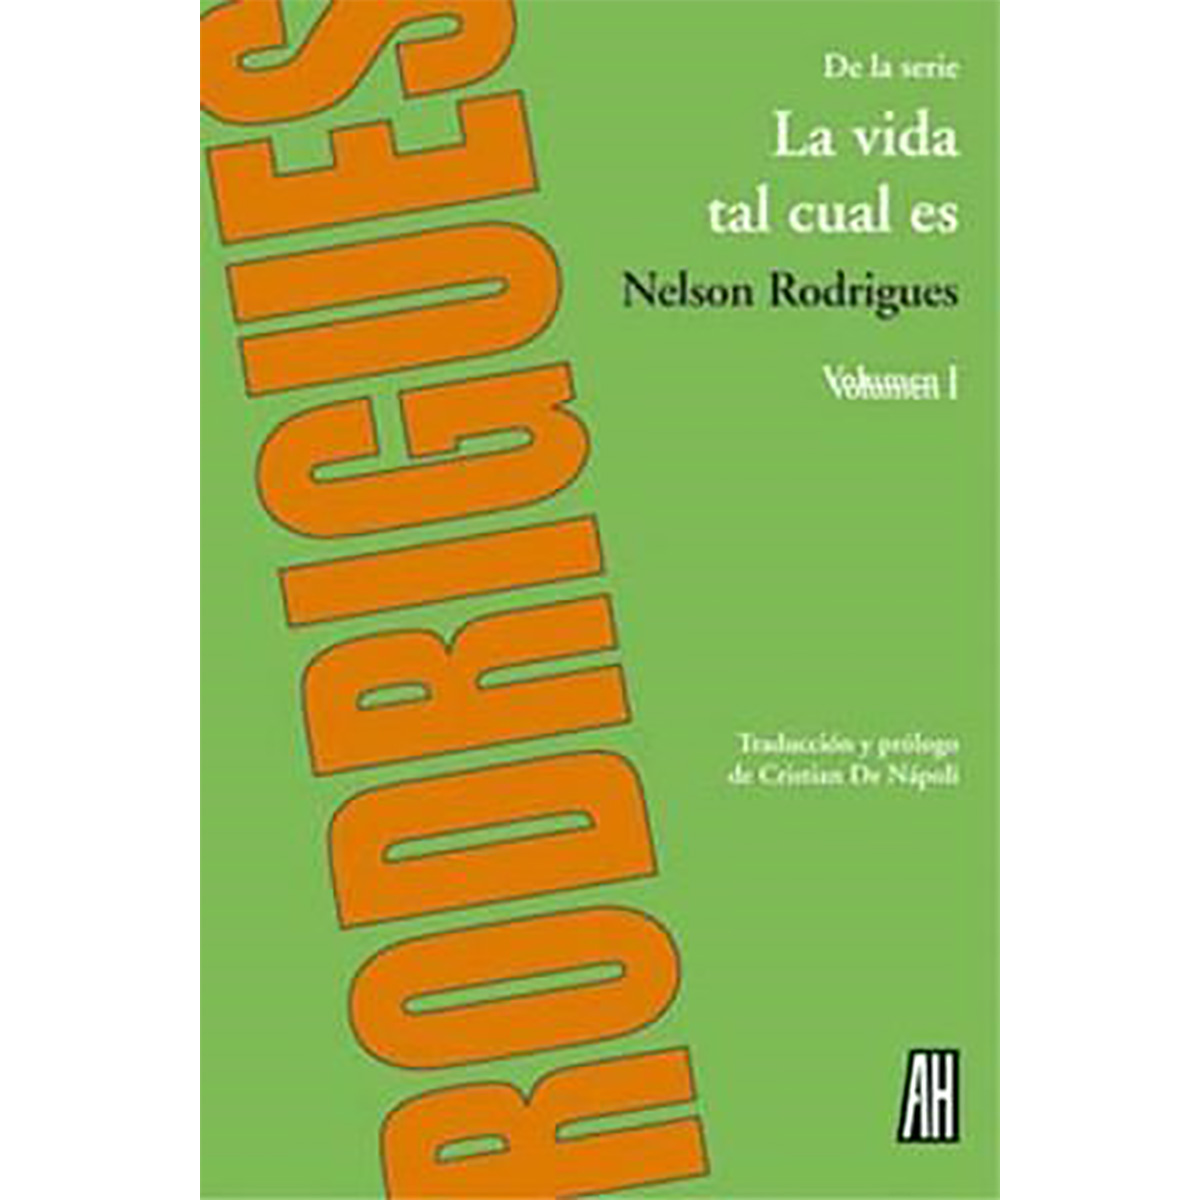 RODRIGUES
De la serie
La vida
tal cual es
Nelson Rodrigues
Volumen I
Traducción y prólogo
de Cristian De Nápoli
AH